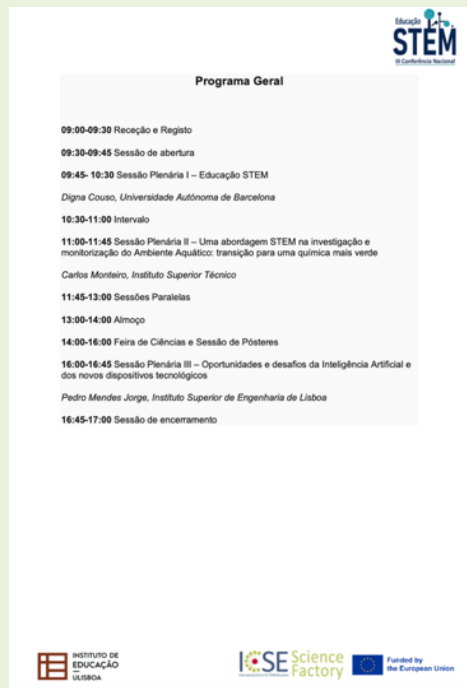 Educação
STEM
III Conferência Nacional
Programa Geral
09:00-09:30 Receção e Registo
09:30-09:45 Sessão de abertura
09:45- 10:30 Sessão Plenária I – Educação STEM
Digna Couso, Universidade Autónoma de Barcelona
10:30-11:00 Intervalo
11:00-11:45 Sessão Plenária II – Uma abordagem STEM na investigação e
monitorização do Ambiente Aquático: transição para uma química mais verde
Carlos Monteiro, Instituto Superior Técnico
11:45-13:00 Sessões Paralelas
13:00-14:00 Almoço
14:00-16:00 Feira de Ciências e Sessão de Pósteres
16:00-16:45 Sessão Plenária III – Oportunidades e desafios da Inteligência Artificial e
dos novos dispositivos tecnológicos
Pedro Mendes Jorge, Instituto Superior de Engenharia de Lisboa
16:45-17:00 Sessão de encerramento
INSTITUTO DE
EDUCAÇÃO
ULISBOA
ICSE Science
Factory
Funded by
the European Union